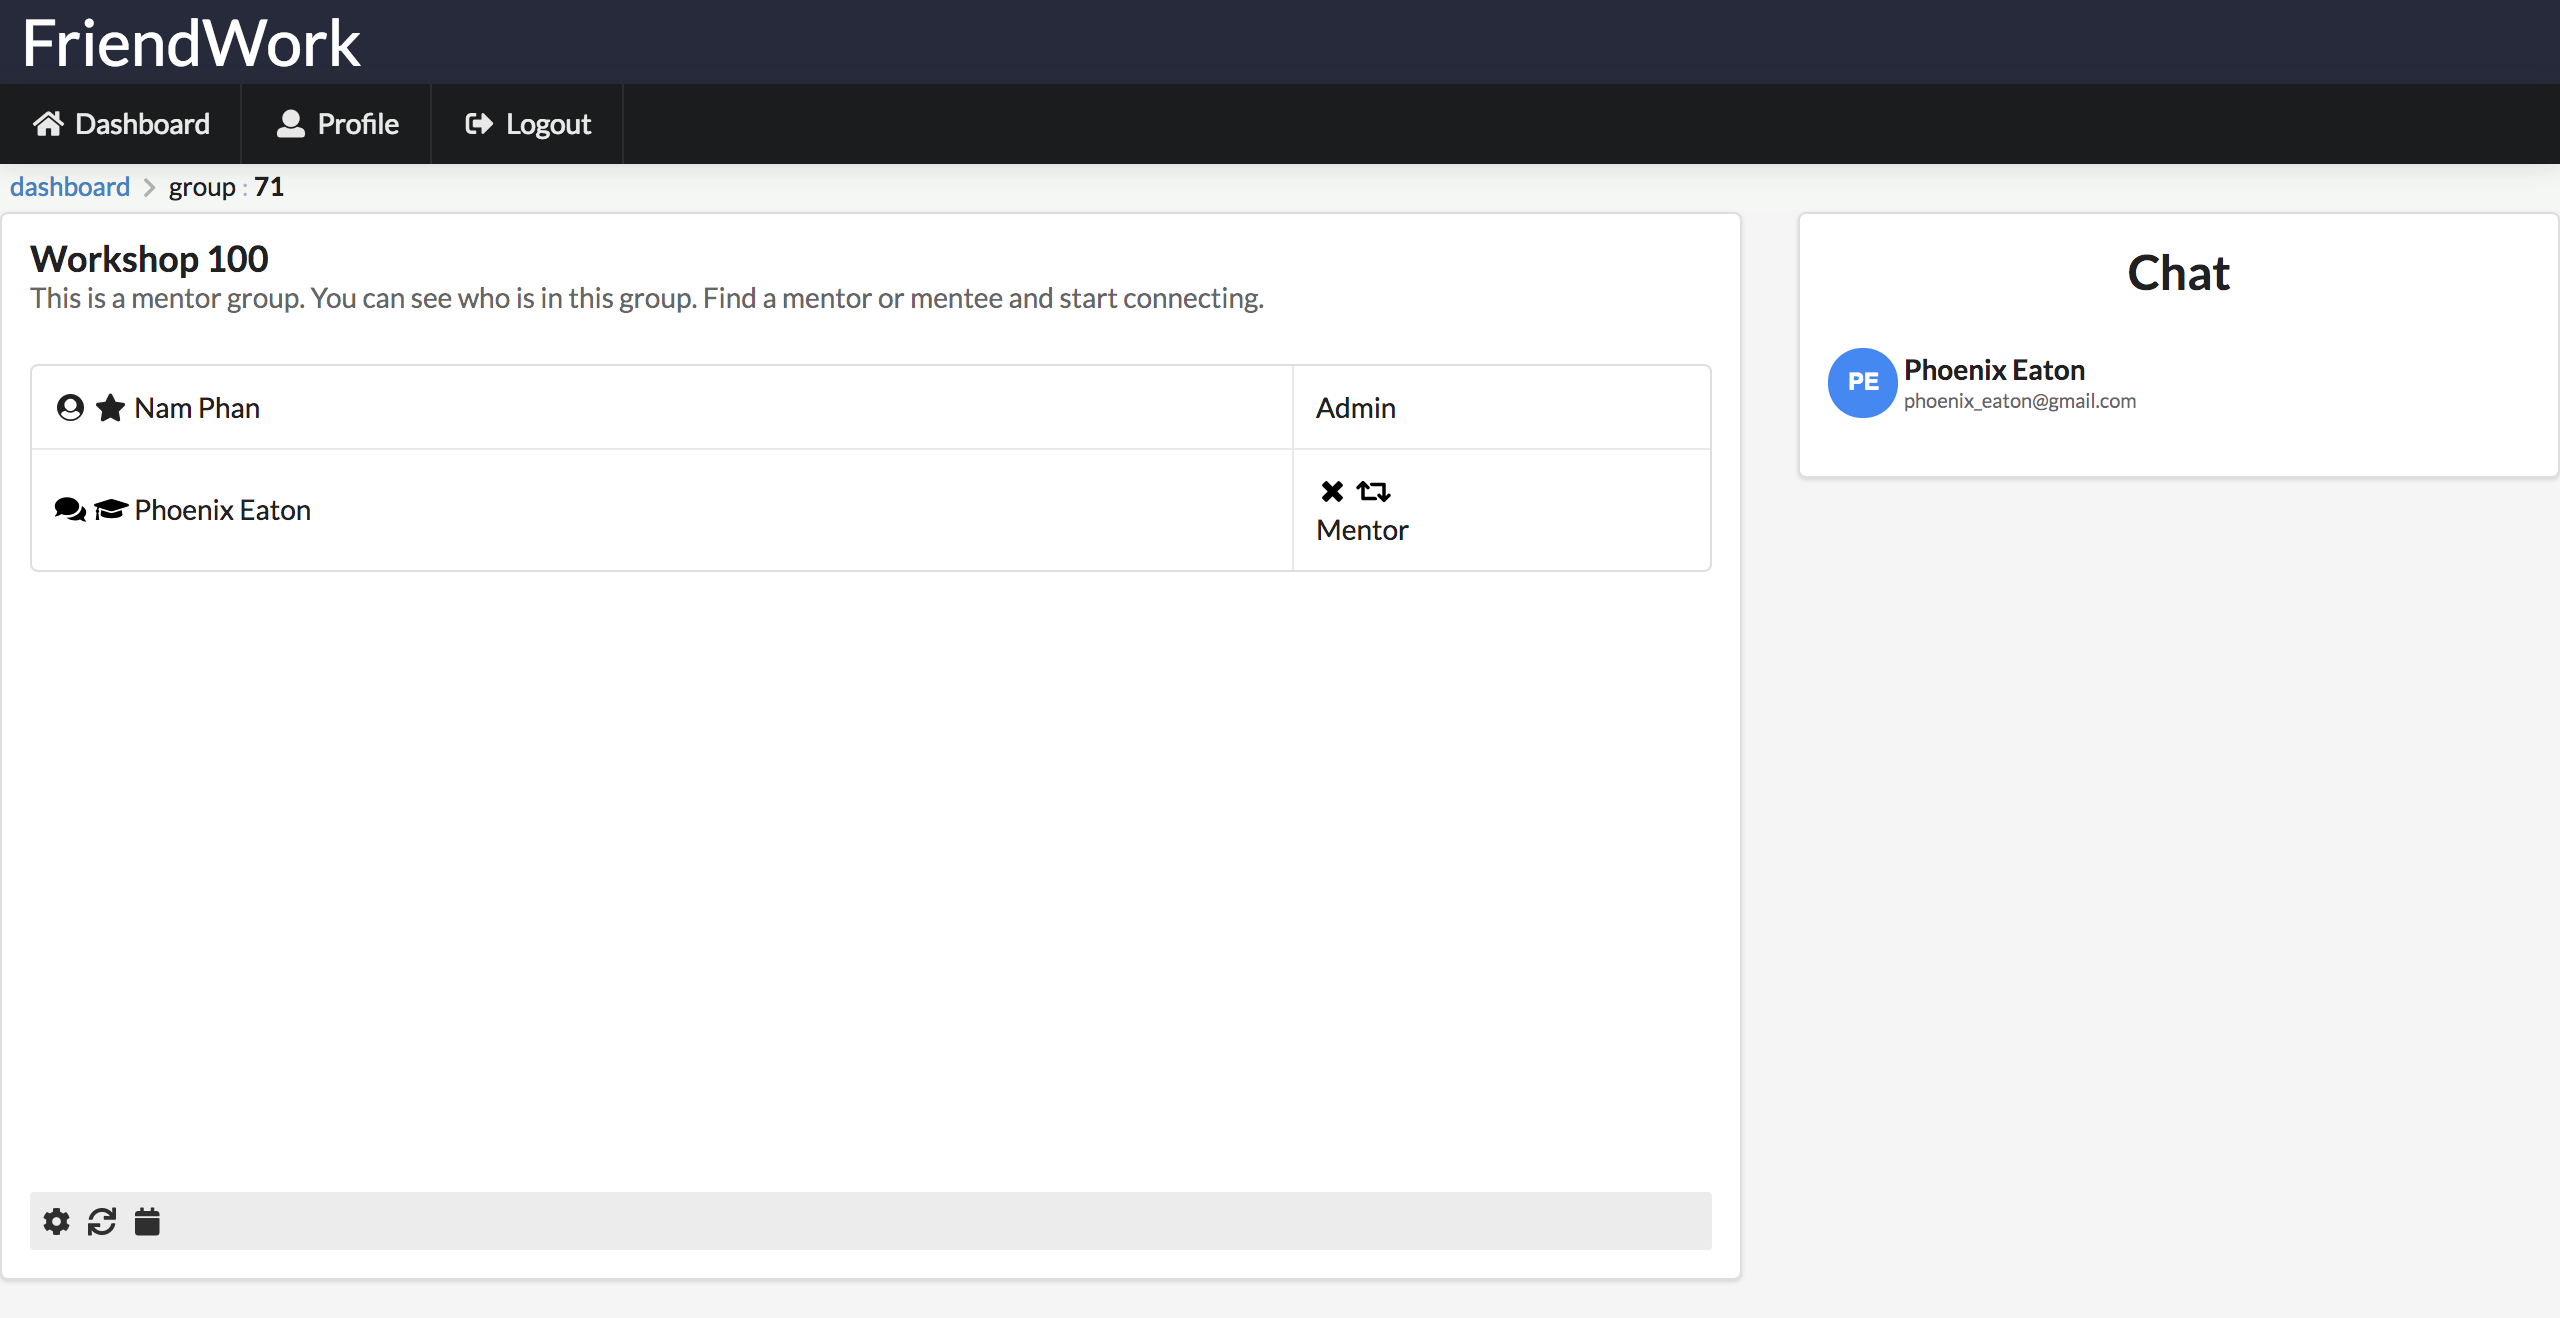 FriendWork
Dashboard
Profile
Logout
dashboard > group : 71
Workshop 100
This is a mentor group. You can see who is in this group. Find a mentor or mentee and start connecting.
Nam Phan
Admin
Phoenix Eaton
Mentor
Chat
PE
Phoenix Eaton
phoenix_eaton@gmail.com